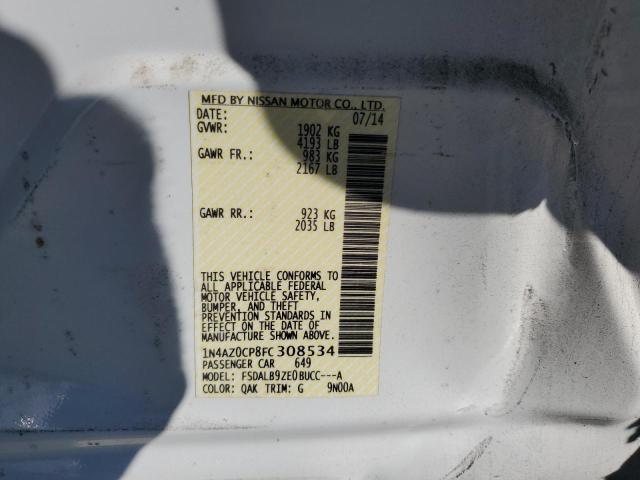 MFD BY NISSAN MOTOR CO., LTD.
DATE: 07/14
GVWR: 1902 KG
4193 LB
GAWR FR.: 983 KG
2167 LB
GAWR RR.: 923 KG
2035 LB
THIS VEHICLE CONFORMS TO
ALL APPLICABLE FEDERAL
MOTOR VEHICLE SAFETY,
BUMPER, AND THEFT
PREVENTION STANDARDS IN
EFFECT ON THE DATE OF
MANUFACTURE SHOWN ABOVE.
1N4AZ0CP8FC308534
PASSENGER CAR 649
MODEL: FSDALB9ZE0BUCC---A
COLOR: QAK TRIM: G 9N00A